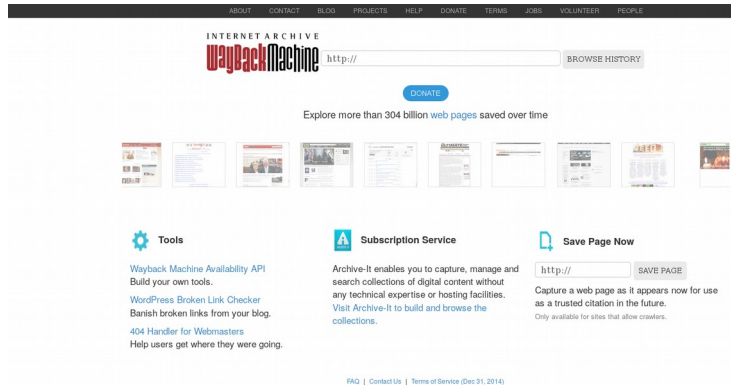 ABOUT CONTACT BLOG PROJECTS HELP DONATE TERMS JOBS VOLUNTEER PEOPLE
INTERNET ARCHIVE
WayBackMachine
http://
BROWSE HISTORY
DONATE
Explore more than 304 billion web pages saved over time
Tools
Wayback Machine Availability API
Build your own tools.
WordPress Broken Link Checker
Banish broken links from your blog.
404 Handler for Webmasters
Help users get where they were going.
Subscription Service
Archive-It enables you to capture, manage and
search collections of digital content without
any technical expertise or hosting facilities.
Visit Archive-It to build and browse the
collections.
Save Page Now
http://
SAVE PAGE
Capture a web page as it appears now for use
as a trusted citation in the future.
Only available for sites that allow crawlers.
FAQ | Contact Us | Terms of Service (Dec 31, 2014)